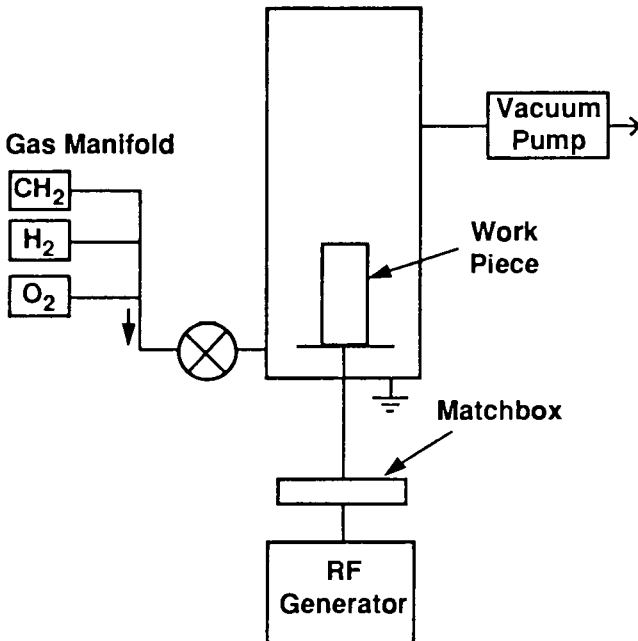 Vacuum
Pump
Gas Manifold
CH₂
H₂
O₂
Work
Piece
Matchbox
RF
Generator